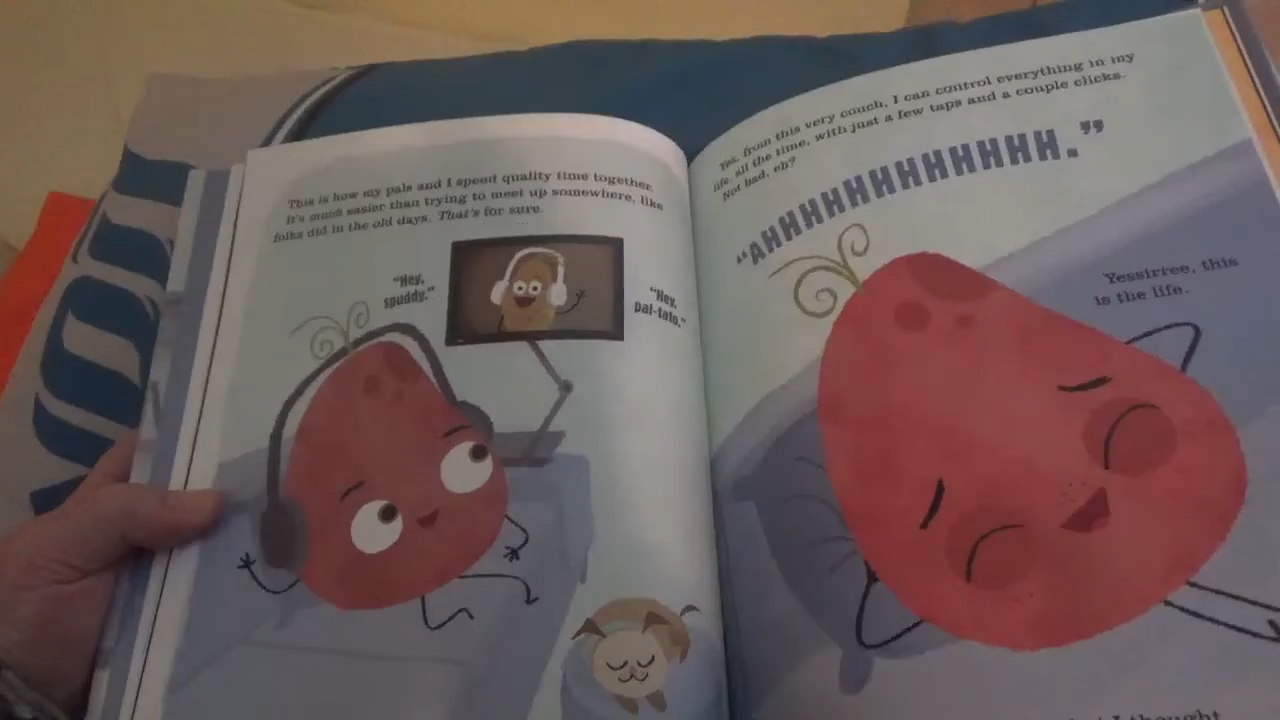 This is how my pals and I spend quality time together.
It's much easier than trying to meet up somewhere, like
folks did in the old days. That's for sure.
"Hey,
spuddy."
"Hey,
pal-tato."
Yes, from this very couch, I can control everything in my
life, all the time, with just a few taps and a couple clicks.
Not bad, eh?
"AHHHHHHHHHHHH."
Yessirree, this
is the life.
I thought